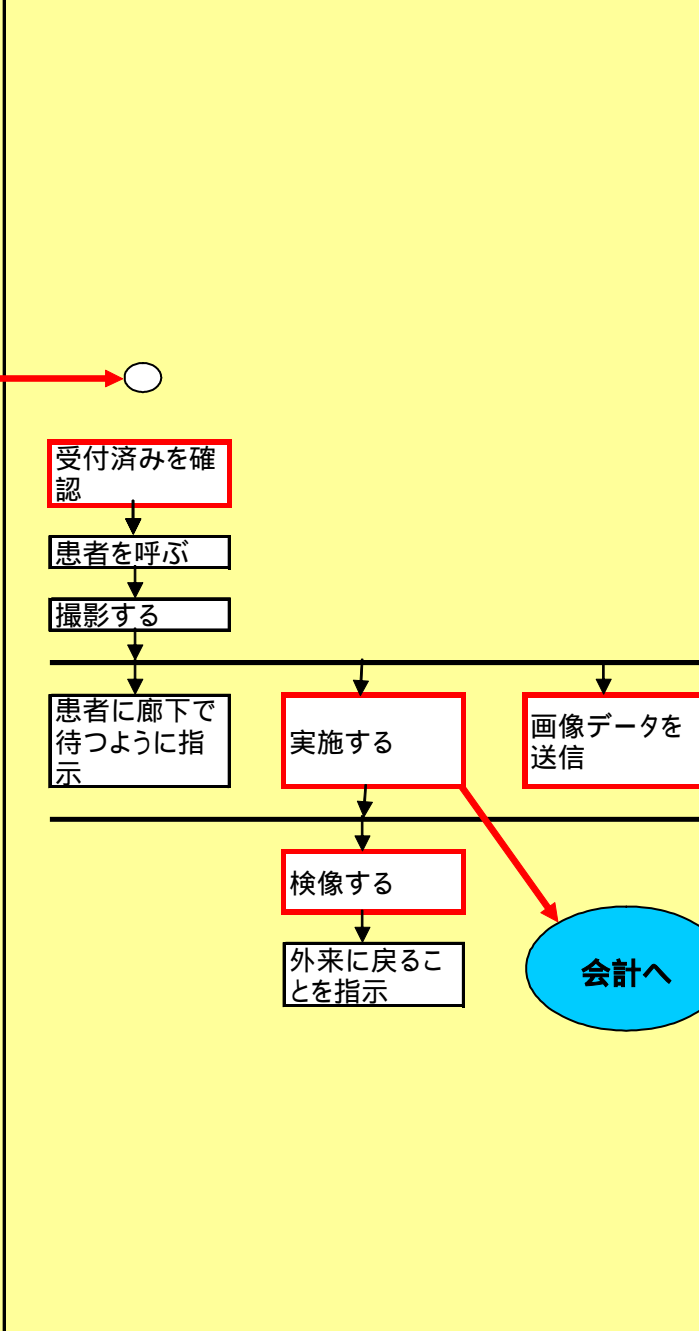 受付済みを確
認
患者を呼ぶ
撮影する
患者に廊下で
待つように指
示
実施する
画像データを
送信
検像する
外来に戻るこ
とを指示
会計へ